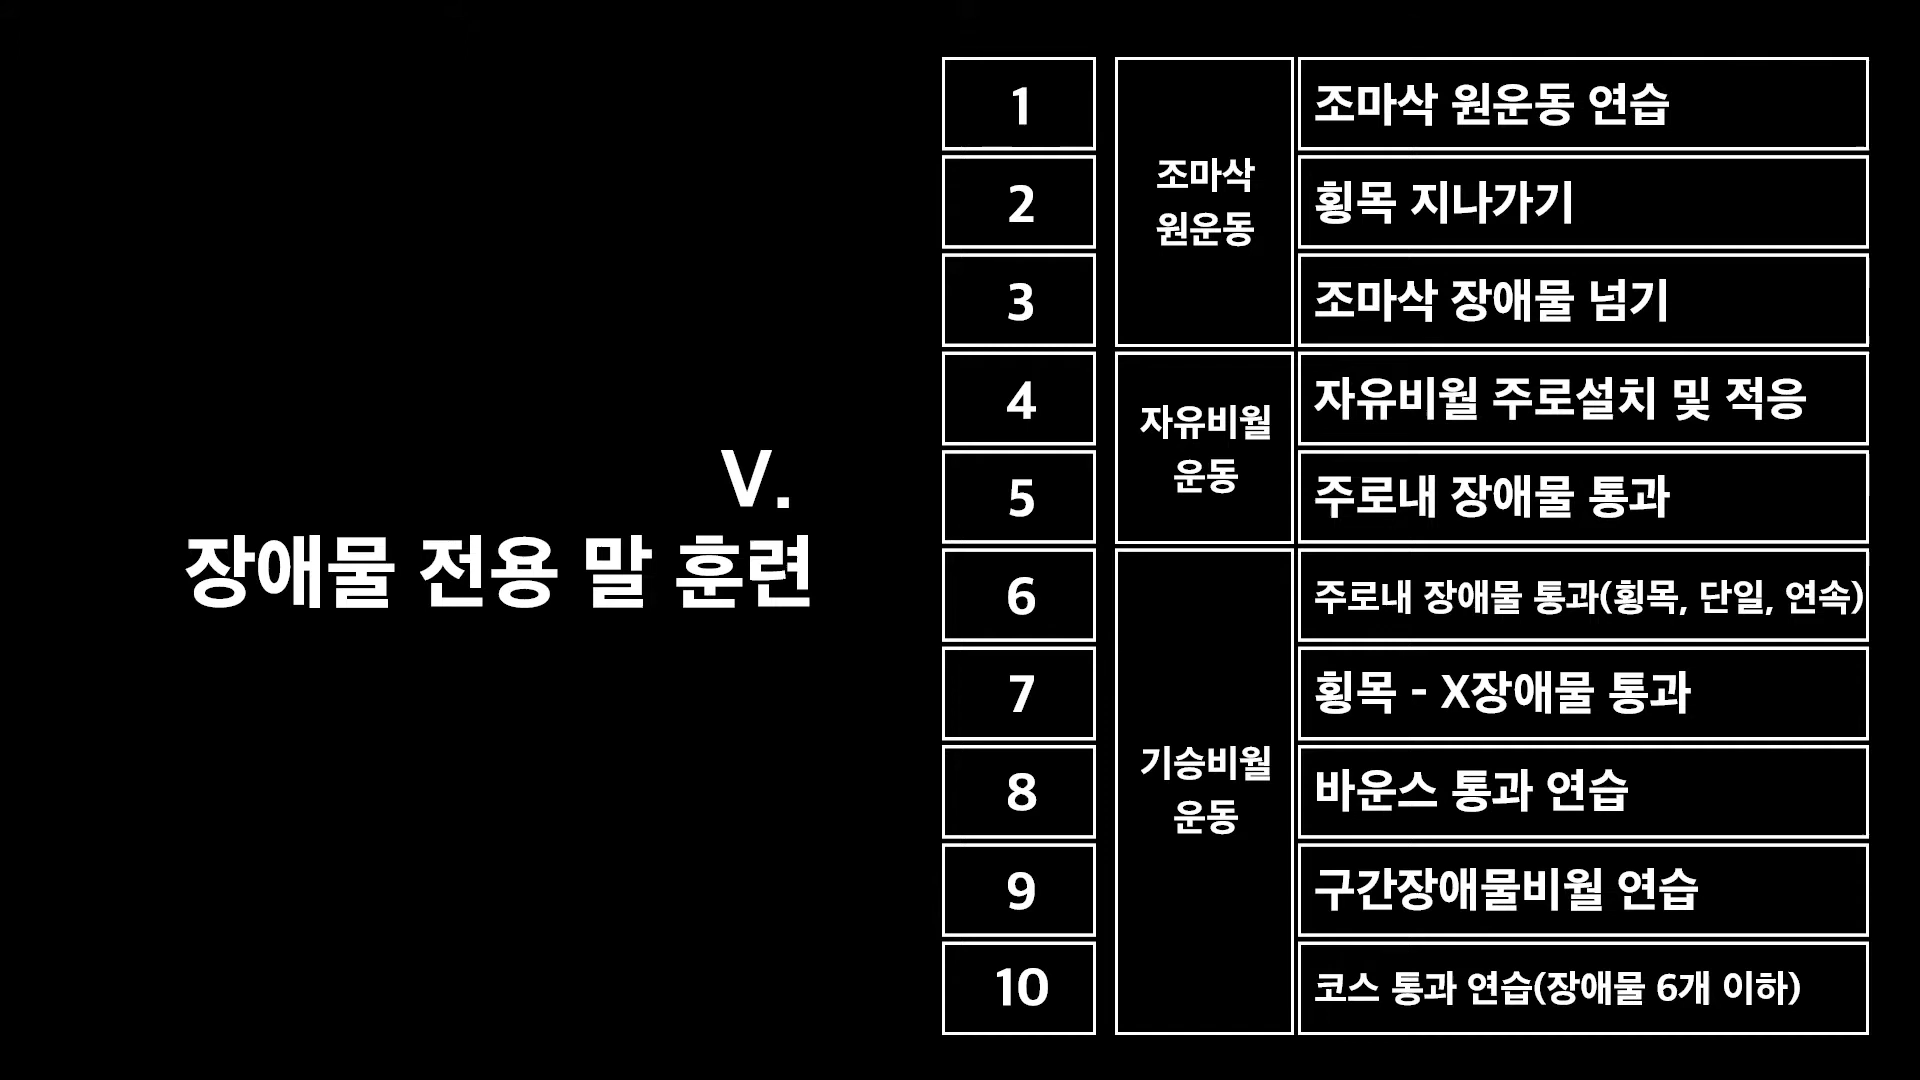 V.
장애물 전용 말 훈련
1
조마삭
원운동
조마삭 원운동 연습
2
횡목 지나가기
3
조마삭 장애물 넘기
4
자유비월
운동
자유비월 주로설치 및 적응
5
주로내 장애물 통과
6
기승비월
운동
주로내 장애물 통과(횡목, 단일, 연속)
7
횡목 - X장애물 통과
8
바운스 통과 연습
9
구간장애물비월 연습
10
코스 통과 연습(장애물 6개 이하)